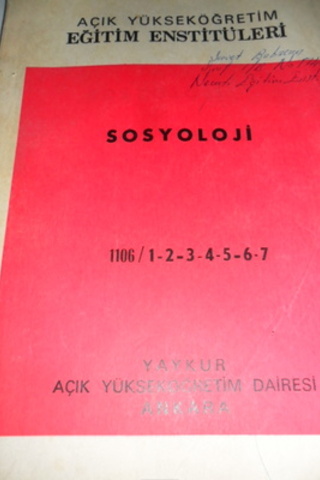 AÇIK YÜKSEKÖĞRETİM
EĞİTİM ENSTİTÜLERİ
SOSYOLOJİ
1106/1-2-3-4-5-6-7
YAYKUR
AÇIK YÜKSEKÖĞRETİM DAİRESİ
ANKARA